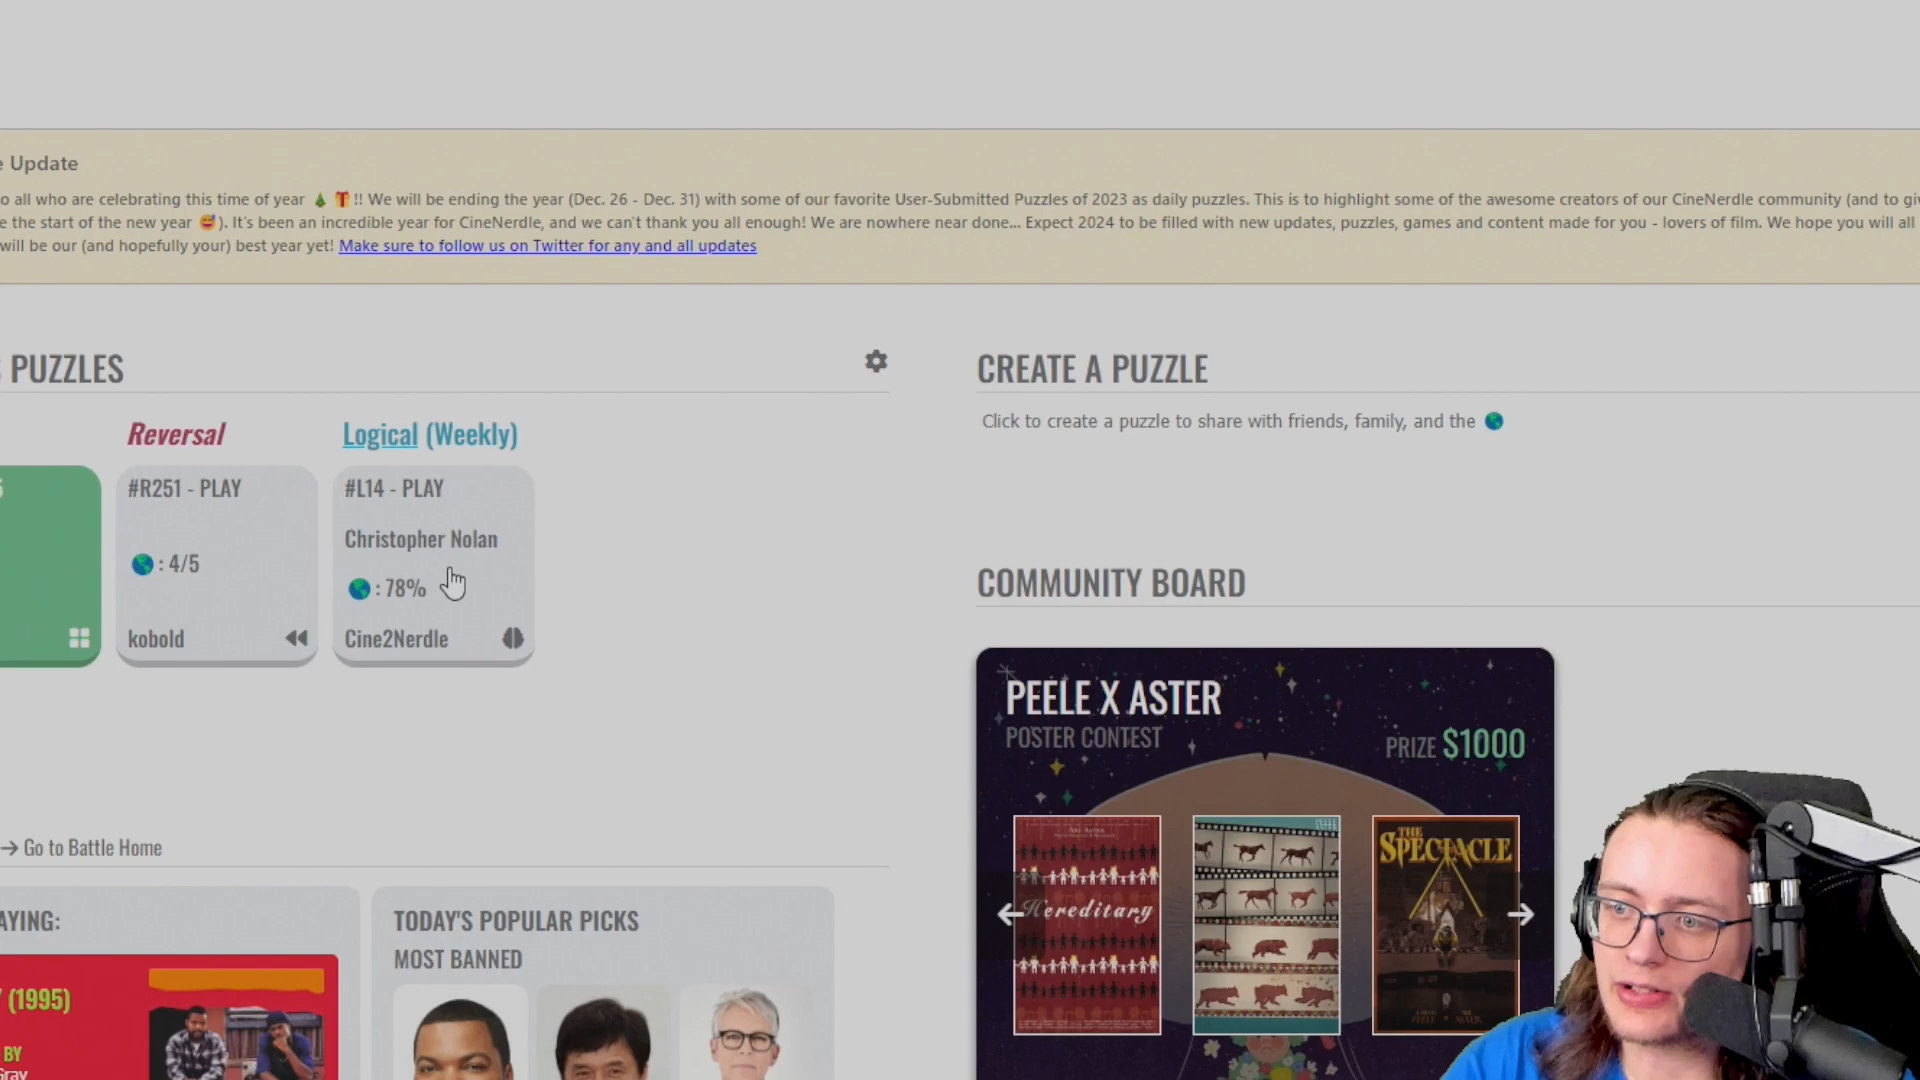 e Update
o all who are celebrating this time of year 🎄 🎁 !! We will be ending the year (Dec. 26 - Dec. 31) with some of our favorite User-Submitted Puzzles of 2023 as daily puzzles. This is to highlight some of the awesome creators of our CineNerdle community (and to gi
e the start of the new year 😅). It's been an incredible year for CineNerdle, and we can't thank you all enough! We are nowhere near done... Expect 2024 to be filled with new updates, puzzles, games and content made for you - lovers of film. We hope you will all
will be our (and hopefully your) best year yet! Make sure to follow us on Twitter for any and all updates
PUZZLES
Reversal
Logical (Weekly)
#R251 - PLAY
🌎 : 4/5
kobold
#L14 - PLAY
Christopher Nolan
🌎 : 78%
Cine2Nerdle
→ Go to Battle Home
AYING:
(1995)
BY
Gray
TODAY'S POPULAR PICKS
MOST BANNED
CREATE A PUZZLE
Click to create a puzzle to share with friends, family, and the 🌎
COMMUNITY BOARD
PEELE X ASTER
POSTER CONTEST
PRIZE $1000
Hereditary
THE
SPECTACLE